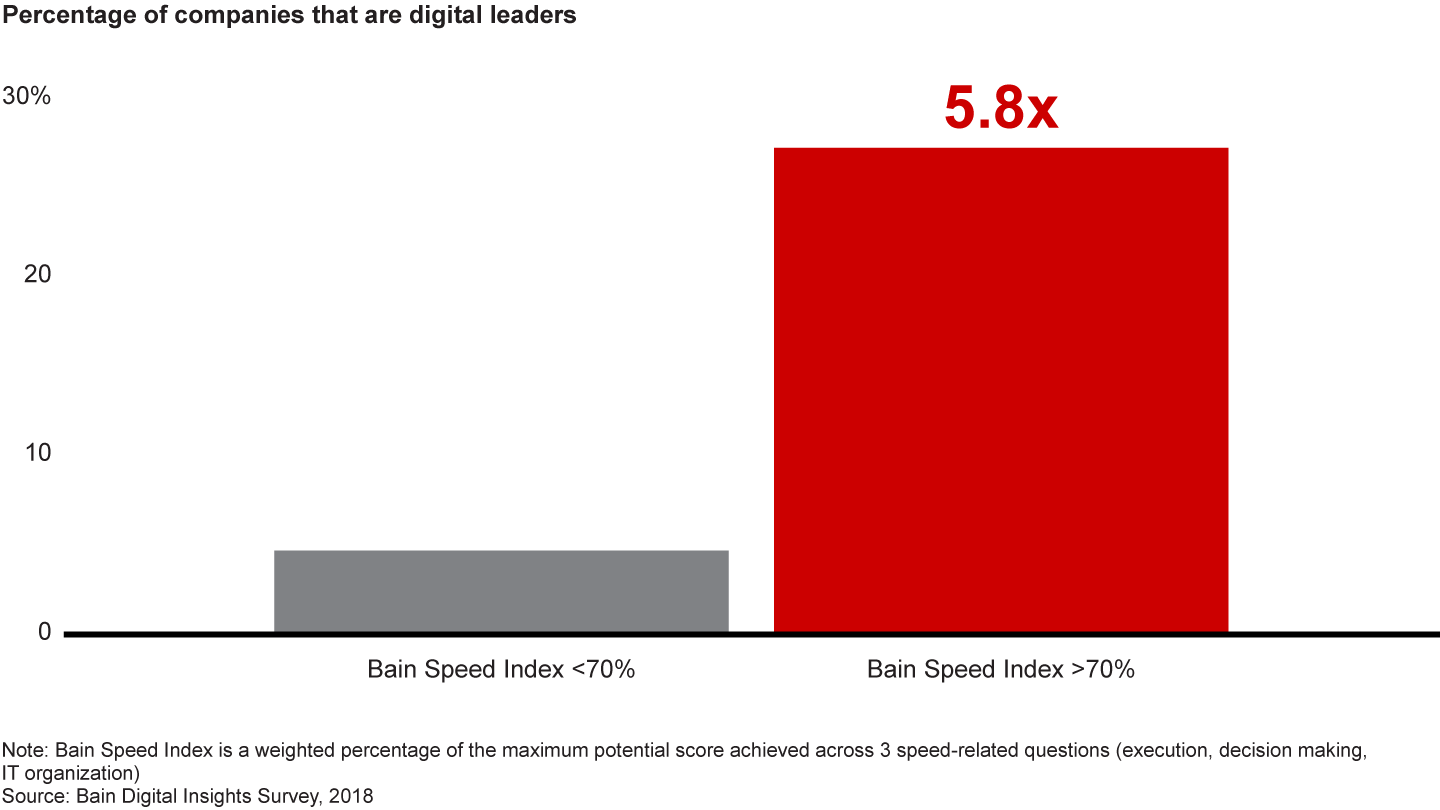 Percentage of companies that are digital leaders
30%
5.8x
20
10
0
Bain Speed Index <70%
Bain Speed Index >70%
Note: Bain Speed Index is a weighted percentage of the maximum potential score achieved across 3 speed-related questions (execution, decision making,
IT organization)
Source: Bain Digital Insights Survey, 2018